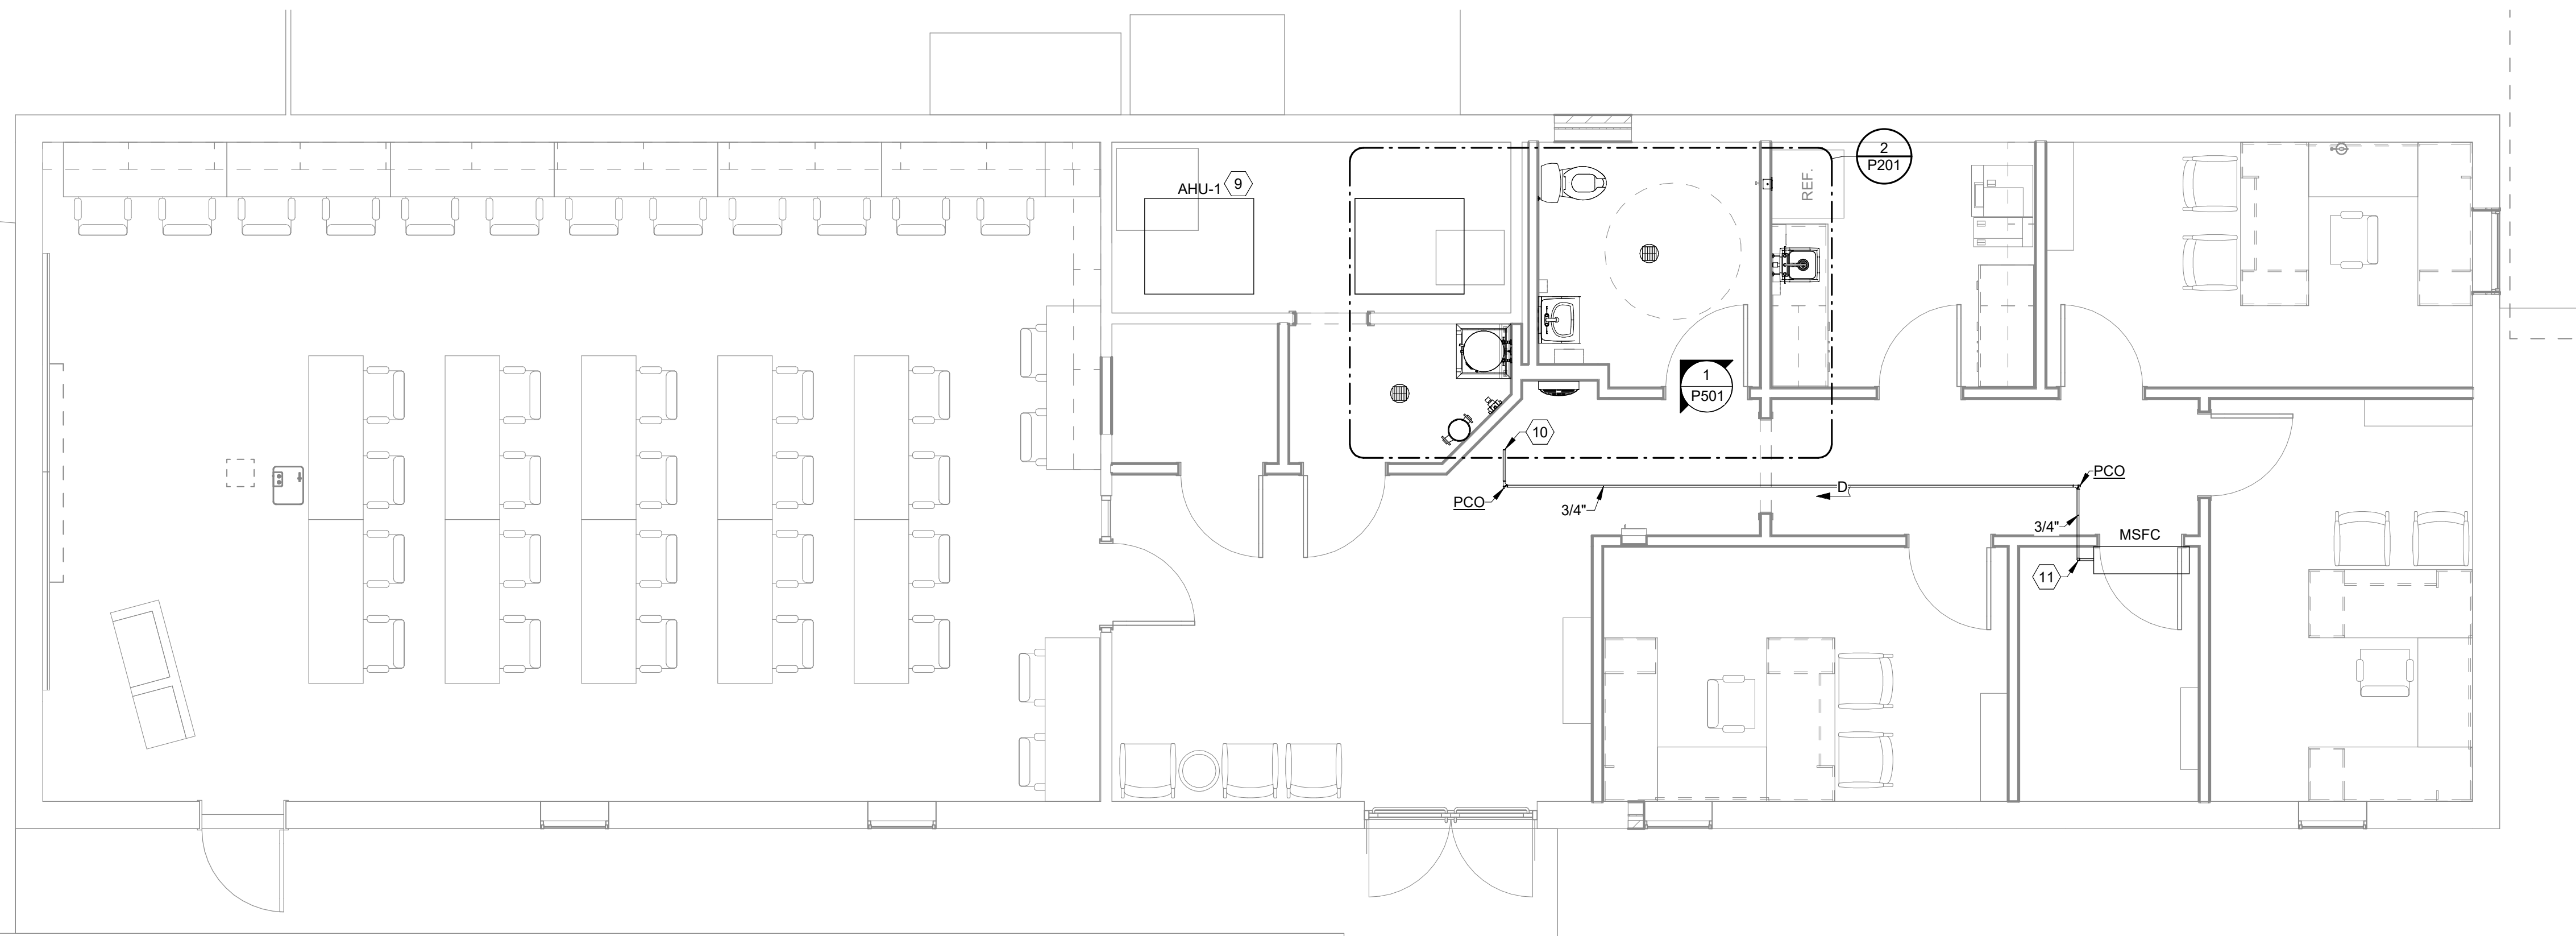 2
P201
AHU-1
9
REF.
1
P501
10
PCO
PCO
D
3/4"
3/4"
MSFC
11